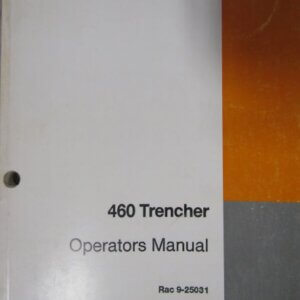 460 Trencher
Operators Manual
Rac 9-25031